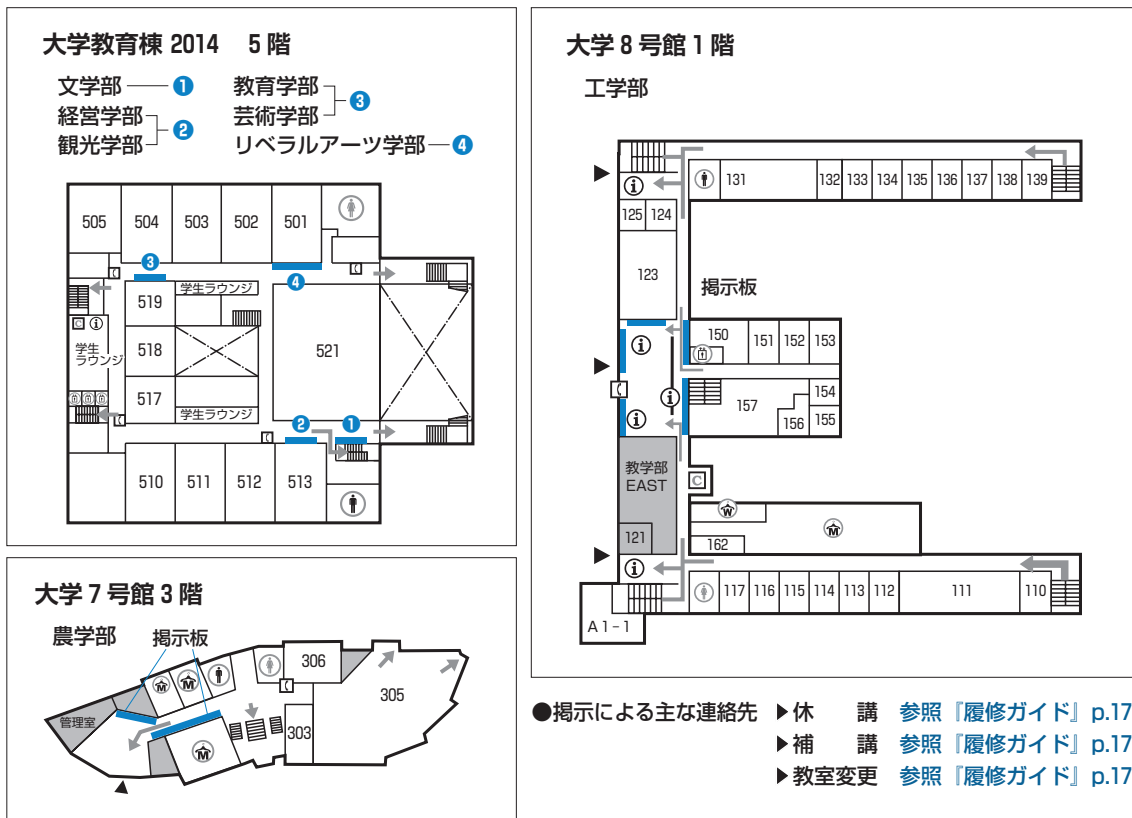 大学教育棟 2014　5階
文学部 ❶
経営学部
観光学部 ❷
教育学部
芸術学部 ❸
リベラルアーツ学部 ❹
505 504 503 502 501
❸ ❹
519 学生ラウンジ
C i
学生
ラウンジ
518 521
517 学生ラウンジ
❷ ❶
510 511 512 513
大学7号館3階
農学部 掲示板
306
M M
305
管理室
303
M
大学8号館1階
工学部
131 132 133 134 135 136 137 138 139
i
125 124
123
掲示板
150 151 152 153
i
i
154
157
156 155
i
教学部
EAST
C
W
M
121
162
i
117 116 115 114 113 112 111 110
A1-1
●掲示による主な連絡先 ▶休　講 参照『履修ガイド』p.17
▶補　講 参照『履修ガイド』p.17
▶教室変更 参照『履修ガイド』p.17